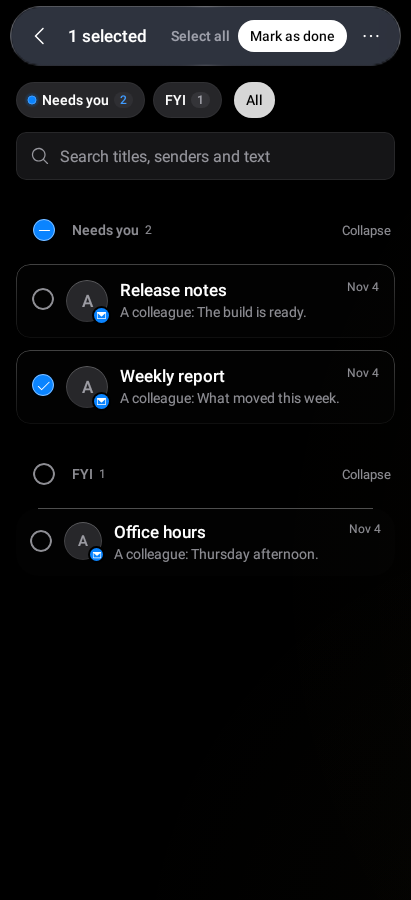 1 selected Select all Mark as done
Needs you 2 FYI 1 All
Search titles, senders and text
Needs you 2 Collapse
A Release notes Nov 4
A colleague: The build is ready.
A Weekly report Nov 4
A colleague: What moved this week.
FYI 1 Collapse
A Office hours Nov 4
A colleague: Thursday afternoon.